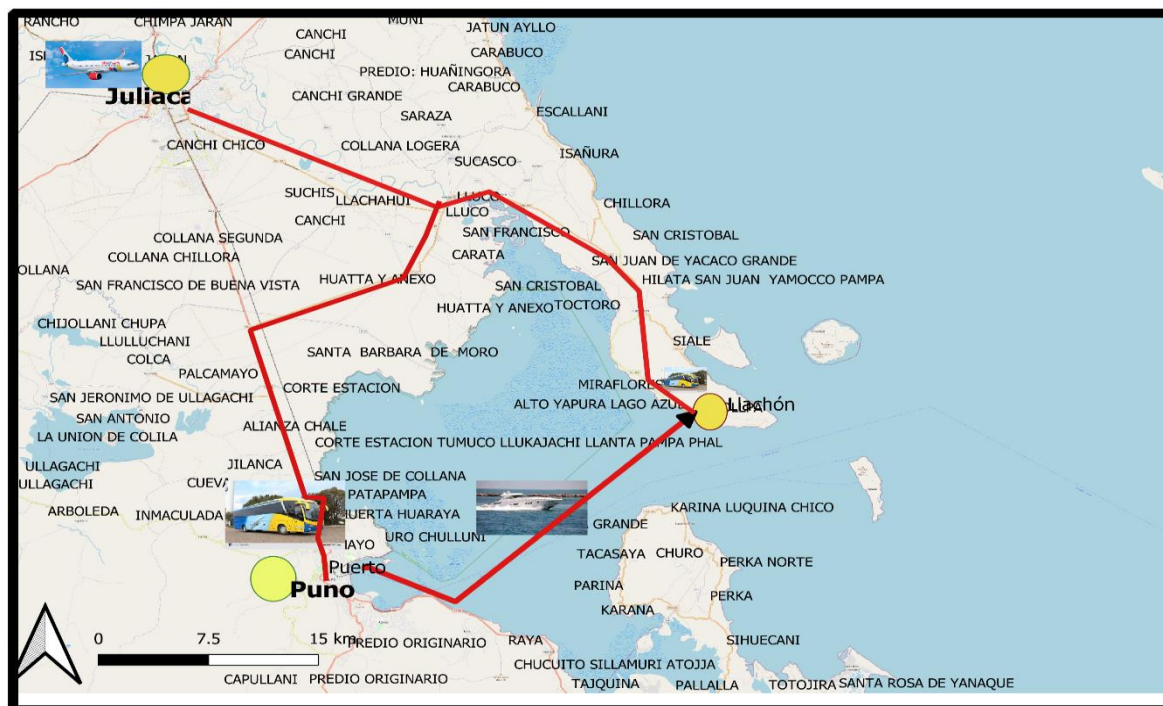 RANCHO
CHIMPA JARAN
MUNI
JATUN AYLLO
CANCHI
CANCHI
CARABUCO
PREDIO: HUAÑINGORA
CARABUCO
Juliaca
CANCHI GRANDE
SARAZA
ESCALLANI
CANCHI CHICO
COLLANA LOGERA
SUCASCO
ISAÑURA
SUCHIS
LLACHAHUI
LLUCO
LLUCO
CHILLORA
CANCHI
SAN FRANCISCO
COLLANA SEGUNDA
SAN CRISTOBAL
COLLANA CHILLORA
CARATA
SAN JUAN DE YACACO GRANDE
OLLANA
SAN FRANCISCO DE BUENA VISTA
HUATTA Y ANEXO
SAN CRISTOBAL
HILATA SAN JUAN YAMOCCO PAMPA
HUATTA Y ANEXO
TOCTORO
CHIJOLLANI CHUPA
LLULLUCHANI
SIALE
COLCA
SANTA BARBARA DE MORO
PALCAMAYO
CORTE ESTACION
MIRAFLORES
SAN JERONIMO DE ULLAGACHI
ALTO YAPURA LAGO AZUL
Llachón
SAN ANTONIO
ALIANZA CHALE
LA UNION DE COLILA
CORTE ESTACION TUMUCO LLUKAJACHI LLANTA PAMPA PHAL
ULLAGACHI
JILANCA
SAN JOSE DE COLLANA
ULLAGACHI
CUEVA
PATAPAMPA
ARBOLEDA
INMACULADA
HUERTA HUARAYA
GRANDE
KARINA LUQUINA CHICO
URO CHULLUNI
TACASAYA
CHURO
PERKA NORTE
Puerto
Puno
PARINA
PERKA
KARANA
0 7.5 15 km
PREDIO ORIGINARIO
RAYA
SIHUECANI
CHUCUITO SILLAMURI ATOJJA
CAPULLANI
PREDIO ORIGINARIO
TAJQUINA
PALLALLA
TOTOJIRA
SANTA ROSA DE YANAQUE